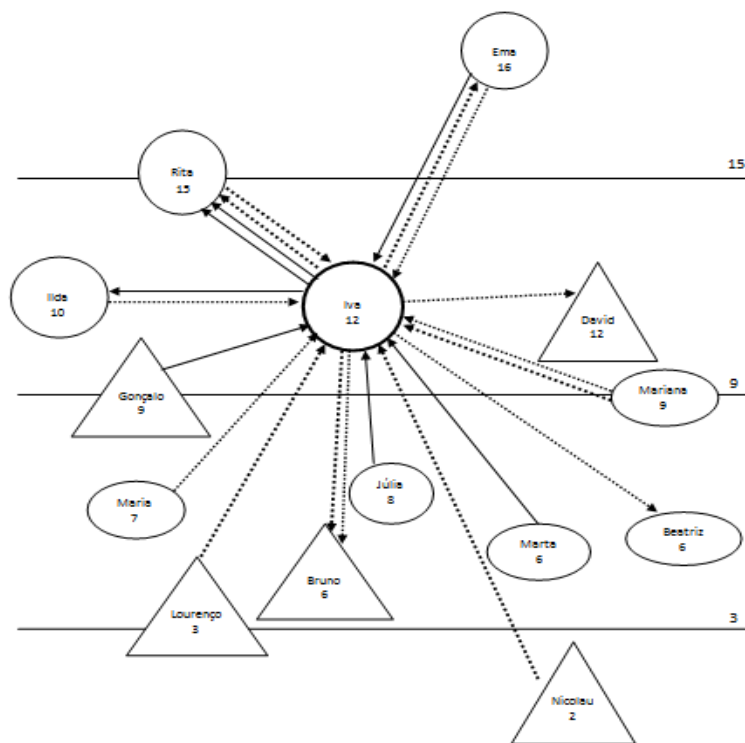 Ema
16
15
Rita
15
Ilda
10
Iva
12
David
12
Gonçalo
9
Mariana
9
9
Maria
7
Júlia
8
Marta
6
Beatriz
6
Bruno
6
Lourenço
3
3
Nicolau
2